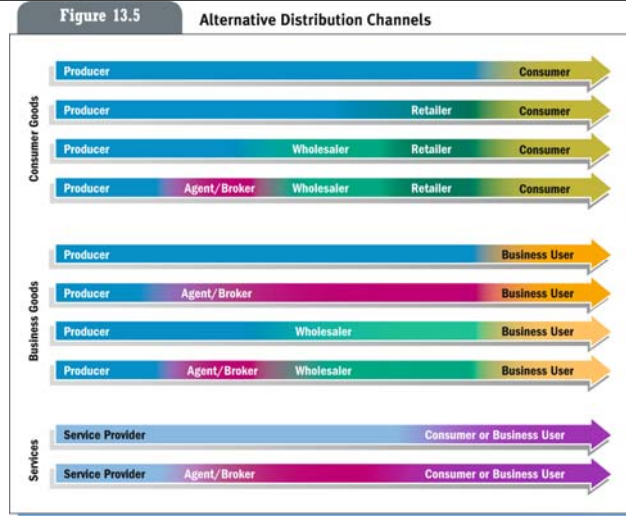 Figure 13.5
Alternative Distribution Channels
Consumer Goods
Producer Consumer
Producer Retailer Consumer
Producer Wholesaler Retailer Consumer
Producer Agent/Broker Wholesaler Retailer Consumer
Business Goods
Producer Business User
Producer Agent/Broker Business User
Producer Wholesaler Business User
Producer Agent/Broker Wholesaler Business User
Services
Service Provider Consumer or Business User
Service Provider Agent/Broker Consumer or Business User